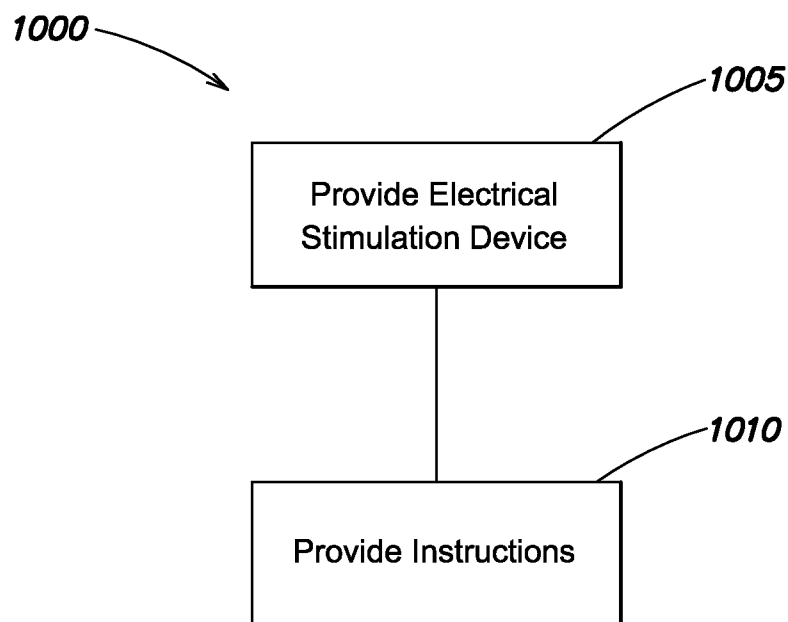 1000
1005
Provide Electrical
Stimulation Device
1010
Provide Instructions